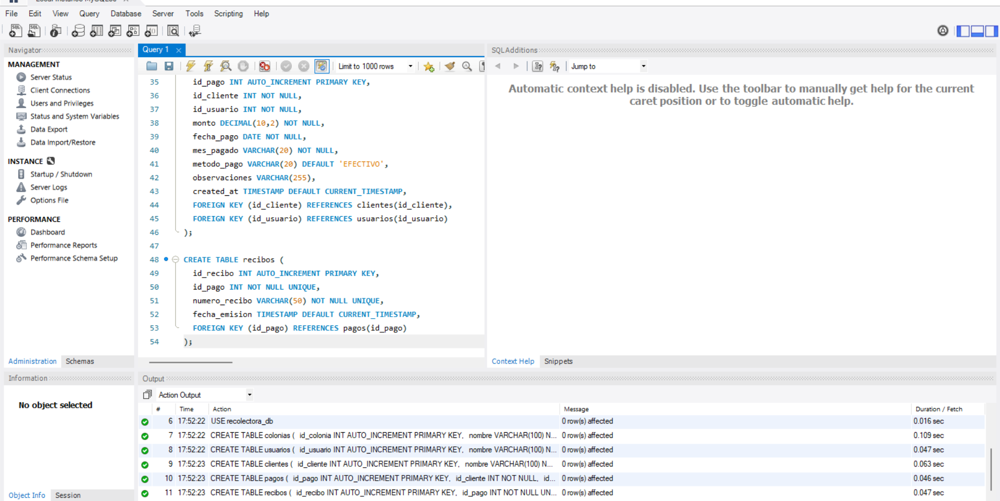 File Edit View Query Database Server Tools Scripting Help
Navigator
MANAGEMENT
Server Status
Client Connections
Users and Privileges
Status and System Variables
Data Export
Data Import/Restore
INSTANCE
Startup / Shutdown
Server Logs
Options File
PERFORMANCE
Dashboard
Performance Reports
Performance Schema Setup
Administration Schemas
Information
No object selected
Object Info Session
Query 1
Limit to 1000 rows
35 id_pago INT AUTO_INCREMENT PRIMARY KEY,
36 id_cliente INT NOT NULL,
37 id_usuario INT NOT NULL,
38 monto DECIMAL(10,2) NOT NULL,
39 fecha_pago DATE NOT NULL,
40 mes_pagado VARCHAR(20) NOT NULL,
41 metodo_pago VARCHAR(20) DEFAULT 'EFECTIVO',
42 observaciones VARCHAR(255),
43 created_at TIMESTAMP DEFAULT CURRENT_TIMESTAMP,
44 FOREIGN KEY (id_cliente) REFERENCES clientes(id_cliente),
45 FOREIGN KEY (id_usuario) REFERENCES usuarios(id_usuario)
46 );
47
48 CREATE TABLE recibos (
49 id_recibo INT AUTO_INCREMENT PRIMARY KEY,
50 id_pago INT NOT NULL UNIQUE,
51 numero_recibo VARCHAR(50) NOT NULL UNIQUE,
52 fecha_emision TIMESTAMP DEFAULT CURRENT_TIMESTAMP,
53 FOREIGN KEY (id_pago) REFERENCES pagos(id_pago)
54 );
SQLAdditions
Jump to
Automatic context help is disabled. Use the toolbar to manually get help for the current
caret position or to toggle automatic help.
Context Help Snippets
Output
Action Output
# Time Action Message Duration / Fetch
6 17:52:22 USE recolectora_db 0 row(s) affected 0.016 sec
7 17:52:22 CREATE TABLE colonias ( id_colonia INT AUTO_INCREMENT PRIMARY KEY, nombre VARCHAR(100) N... 0 row(s) affected 0.109 sec
8 17:52:22 CREATE TABLE usuarios ( id_usuario INT AUTO_INCREMENT PRIMARY KEY, nombre VARCHAR(100) N... 0 row(s) affected 0.047 sec
9 17:52:23 CREATE TABLE clientes ( id_cliente INT AUTO_INCREMENT PRIMARY KEY, nombre VARCHAR(100) N... 0 row(s) affected 0.063 sec
10 17:52:23 CREATE TABLE pagos ( id_pago INT AUTO_INCREMENT PRIMARY KEY, id_cliente INT NOT NULL, id... 0 row(s) affected 0.046 sec
11 17:52:23 CREATE TABLE recibos ( id_recibo INT AUTO_INCREMENT PRIMARY KEY, id_pago INT NOT NULL UN... 0 row(s) affected 0.047 sec